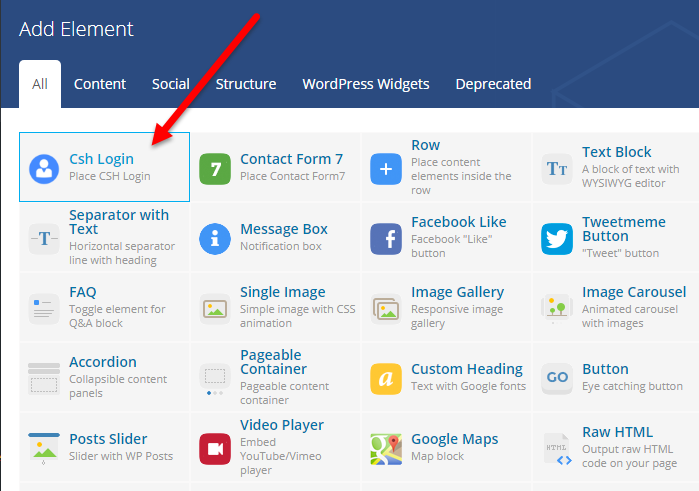 Add Element
All
Content
Social
Structure
WordPress Widgets
Deprecated
Csh Login
Place CSH Login
7
Contact Form 7
Place Contact Form7
Row
Place content
elements inside the
row
TT
Text Block
A block of text with
WYSIWYG editor
T
Separator with
Text
Horizontal separator
line with heading
i
Message Box
Notification box
f
Facebook Like
Facebook "Like"
button
Tweetmeme
Button
"Tweet" button
FAQ
Toggle element for
Q&A block
Single Image
Simple image with CSS
animation
Image Gallery
Responsive image
gallery
Image Carousel
Animated carousel
with images
Accordion
Collapsible content
panels
Pageable
Container
Pageable content
container
a
Custom Heading
Text with Google fonts
GO
Button
Eye catching button
Posts Slider
Slider with WP Posts
Video Player
Embed
YouTube/Vimeo
player
g
Google Maps
Map block
HTML
<>
Raw HTML
Output raw HTML
code on your page